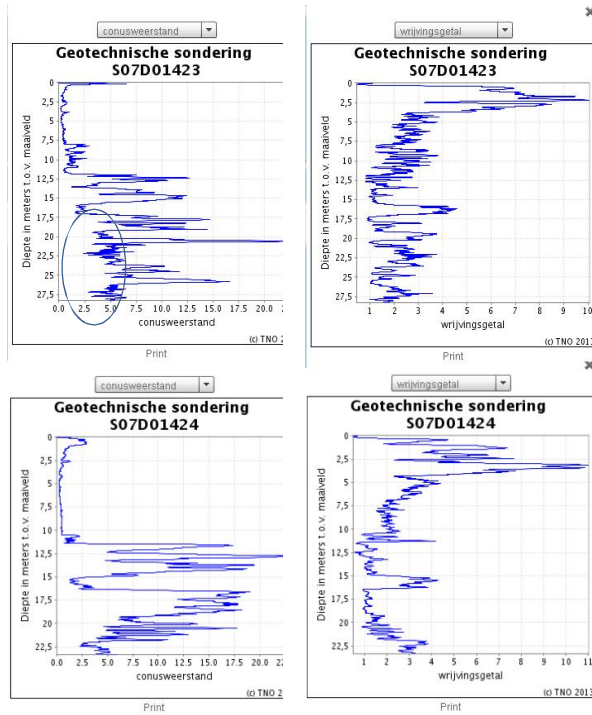 conusweerstand
Geotechnische sondering
S07D01423
0
2,5
5
7,5
10
12,5
15
17,5
20
22,5
25
27,5
Diepte in meters t.o.v. maaiveld
0.0 2.5 5.0 7.5 10.0 12.5 15.0 17.5 20.0 22.
conusweerstand
(c) TNO 2
Print
wrijvingsgetal
Geotechnische sondering
S07D01423
0
2,5
5
7,5
10
12,5
15
17,5
20
22,5
25
27,5
Diepte in meters t.o.v. maaiveld
1 2 3 4 5 6 7 8 9 10
wrijvingsgetal
(c) TNO 2013
Print
conusweerstand
Geotechnische sondering
S07D01424
0
2,5
5
7,5
10
12,5
15
17,5
20
22,5
Diepte in meters t.o.v. maaiveld
0.0 2.5 5.0 7.5 10.0 12.5 15.0 17.5 20.0 22.
conusweerstand
(c) TNO 2
Print
wrijvingsgetal
Geotechnische sondering
S07D01424
0
2,5
5
7,5
10
12,5
15
17,5
20
22,5
Diepte in meters t.o.v. maaiveld
1 2 3 4 5 6 7 8 9 10 11
wrijvingsgetal
(c) TNO 2013
Print